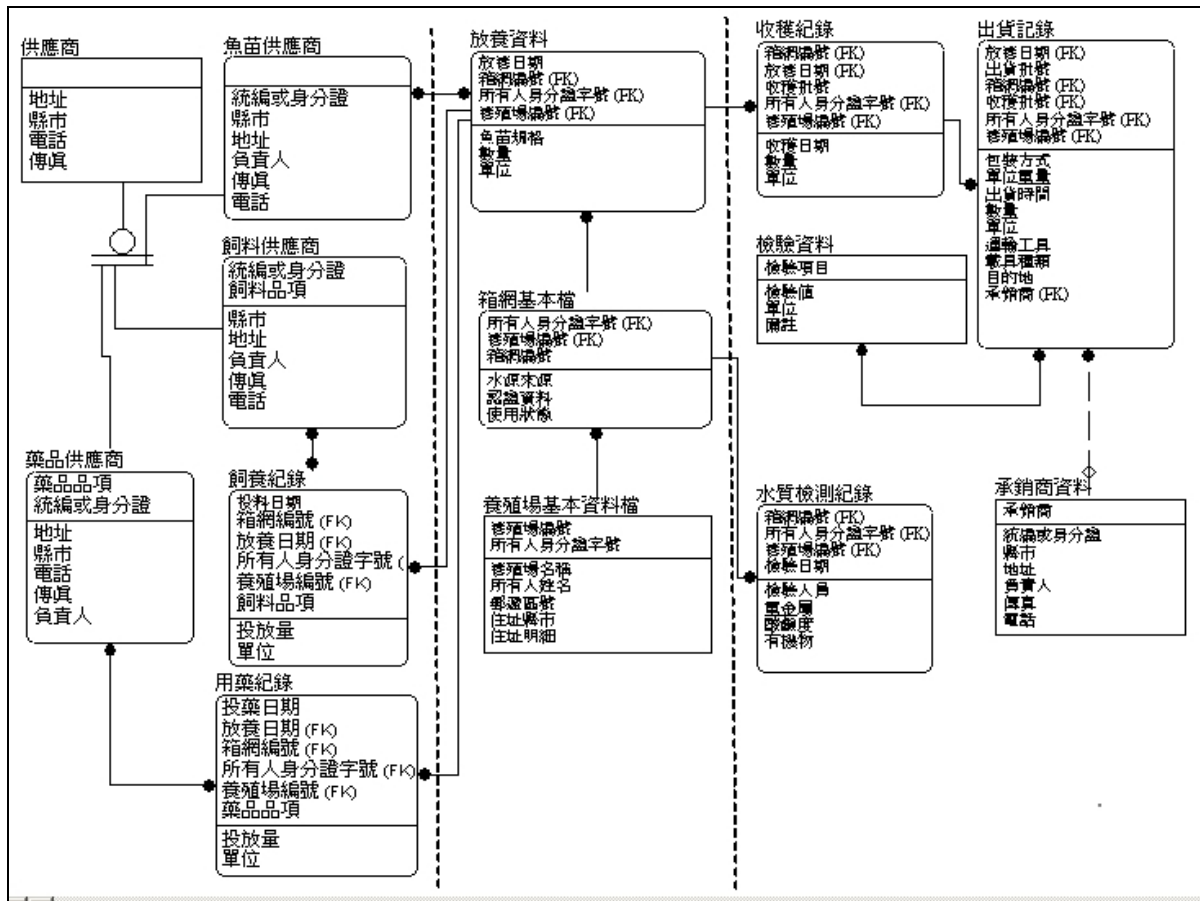 供應商
地址
縣市
電話
傳真
魚苗供應商
統編或身分證
縣市
地址
負責人
傳真
電話
飼料供應商
統編或身分證
飼料品項
縣市
地址
負責人
傳真
電話
藥品供應商
藥品品項
統編或身分證
地址
縣市
電話
傳真
負責人
飼養紀錄
投料日期
箱網編號 (FK)
放養日期 (FK)
所有人身分證字號 (
養殖場編號 (FK)
飼料品項
投放量
單位
用藥紀錄
投藥日期
放養日期 (FK)
箱網編號 (FK)
所有人身分證字號 (FK)
養殖場編號 (FK)
藥品品項
投放量
單位
放養資料
放養日期
箱網編號 (FK)
所有人身分證字號 (FK)
養殖場編號 (FK)
魚苗規格
數量
單位
箱網基本檔
所有人身分證字號 (FK)
養殖場編號 (FK)
箱網編號
水源來源
認證資料
使用狀態
養殖場基本資料檔
養殖場編號
所有人身分證字號
養殖場名稱
所有人姓名
郵遞區號
住址縣市
住址明細
收穫紀錄
箱網編號 (FK)
放養日期 (FK)
收穫批號
所有人身分證字號 (FK)
養殖場編號 (FK)
收穫日期
數量
單位
檢驗資料
檢驗項目
檢驗值
單位
備註
水質檢測紀錄
箱網編號 (FK)
所有人身分證字號 (FK)
養殖場編號 (FK)
檢驗日期
檢驗人員
重金屬
酸鹼度
有機物
出貨記錄
放養日期 (FK)
出貨批號
箱網編號 (FK)
收穫批號 (FK)
所有人身分證字號 (FK)
養殖場編號 (FK)
包裝方式
單位重量
出貨時間
數量
單位
運輸工具
載具種類
目的地
承銷商 (FK)
承銷商資料
承銷商
統編或身分證
縣市
地址
負責人
傳真
電話